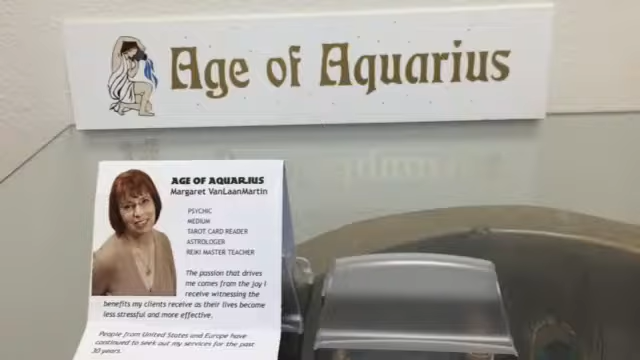 Age of Aquarius
AGE OF AQUARIUS
Margaret VanLaanMartin
PSYCHIC
MEDIUM
TAROT CARD READER
ASTROLOGER
REIKI MASTER TEACHER
The passion that drives
me comes from the joy I
receive witnessing the
benefits my clients receive as their lives become
less stressful and more effective.
People from United States and Europe have
continued to seek out my services for the past
30 years.